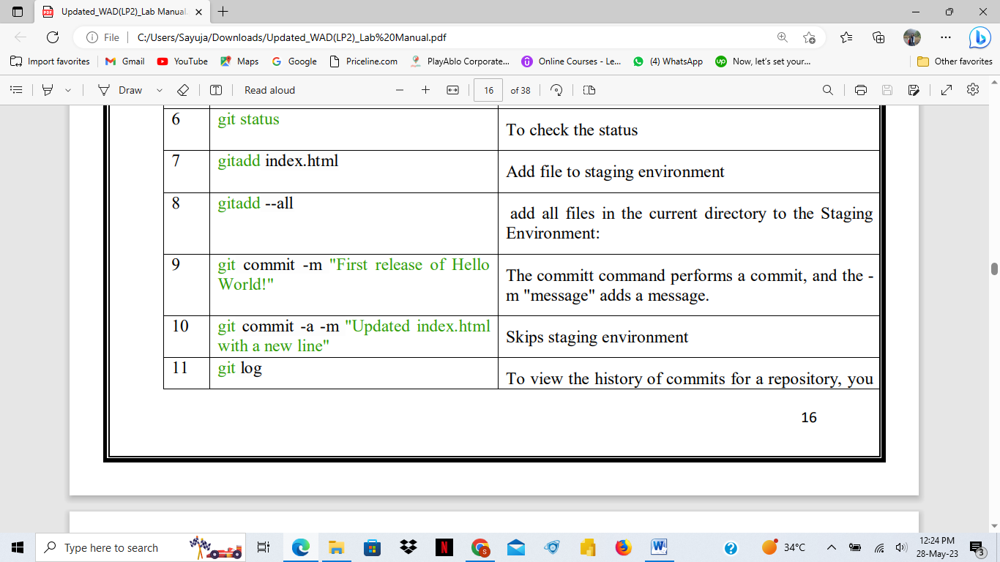 Updated_WAD(LP2)_Lab Manual.
File
C:/Users/Sayuja/Downloads/Updated_WAD(LP2)_Lab%20Manual.pdf
Import favorites
Gmail
YouTube
Maps
Google
Priceline.com
PlayAblo Corporate...
Online Courses - Le...
(4) WhatsApp
Now, let's set your...
Other favorites
Draw
Read aloud
16
of 38
6
git status
To check the status
7
gitadd index.html
Add file to staging environment
8
gitadd --all
add all files in the current directory to the Staging
Environment:
9
git commit -m "First release of Hello
World!"
The committ command performs a commit, and the -
m "message" adds a message.
10
git commit -a -m "Updated index.html
with a new line"
Skips staging environment
11
git log
To view the history of commits for a repository, you
16
Type here to search
34°C
12:24 PM
28-May-23
3